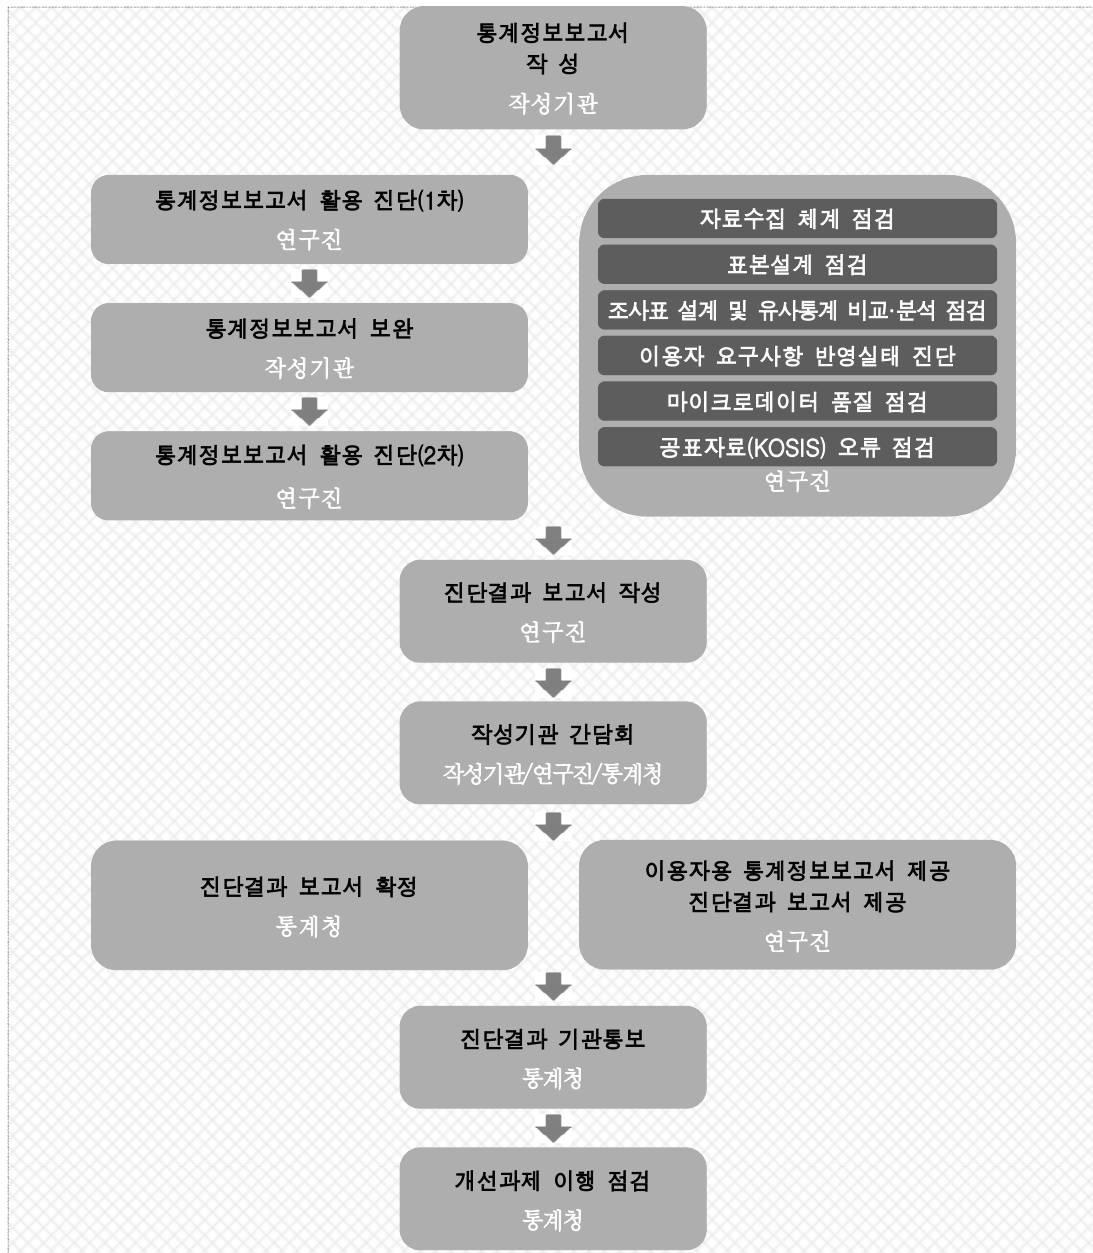 통계정보보고서
작 성
작성기관
통계정보보고서 활용 진단(1차)
연구진
통계정보보고서 보완
작성기관
통계정보보고서 활용 진단(2차)
연구진
자료수집 체계 점검
표본설계 점검
조사표 설계 및 유사통계 비교·분석 점검
이용자 요구사항 반영실태 진단
마이크로데이터 품질 점검
공표자료(KOSIS) 오류 점검
연구진
진단결과 보고서 작성
연구진
작성기관 간담회
작성기관/연구진/통계청
진단결과 보고서 확정
통계청
이용자용 통계정보보고서 제공
진단결과 보고서 제공
연구진
진단결과 기관통보
통계청
개선과제 이행 점검
통계청